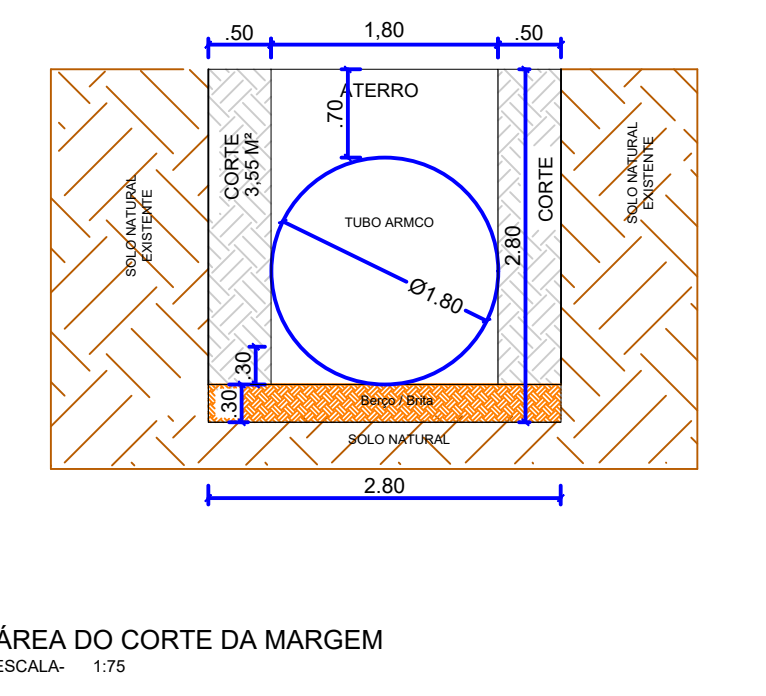 .50
1,80
.50
ATERRO
.70
CORTE
3,55 M²
CORTE
SOLO NATURAL
EXISTENTE
SOLO NATURAL
EXISTENTE
TUBO ARMCO
2.80
Ø1.80
.30
.30
Berço / Brita
SOLO NATURAL
2.80
ÁREA DO CORTE DA MARGEM
ESCALA- 1:75